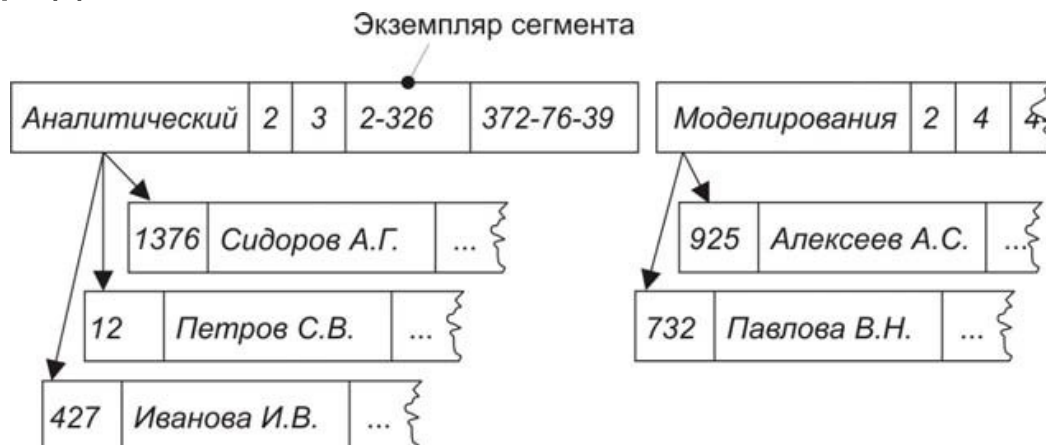 Экземпляр сегмента
Аналитический 2 3 2-326 372-76-39 Моделирования 2 4 4
1376 Сидоров А.Г. ... 925 Алексеев А.С. ...
12 Петров С.В. ... 732 Павлова В.Н. ...
427 Иванова И.В. ...